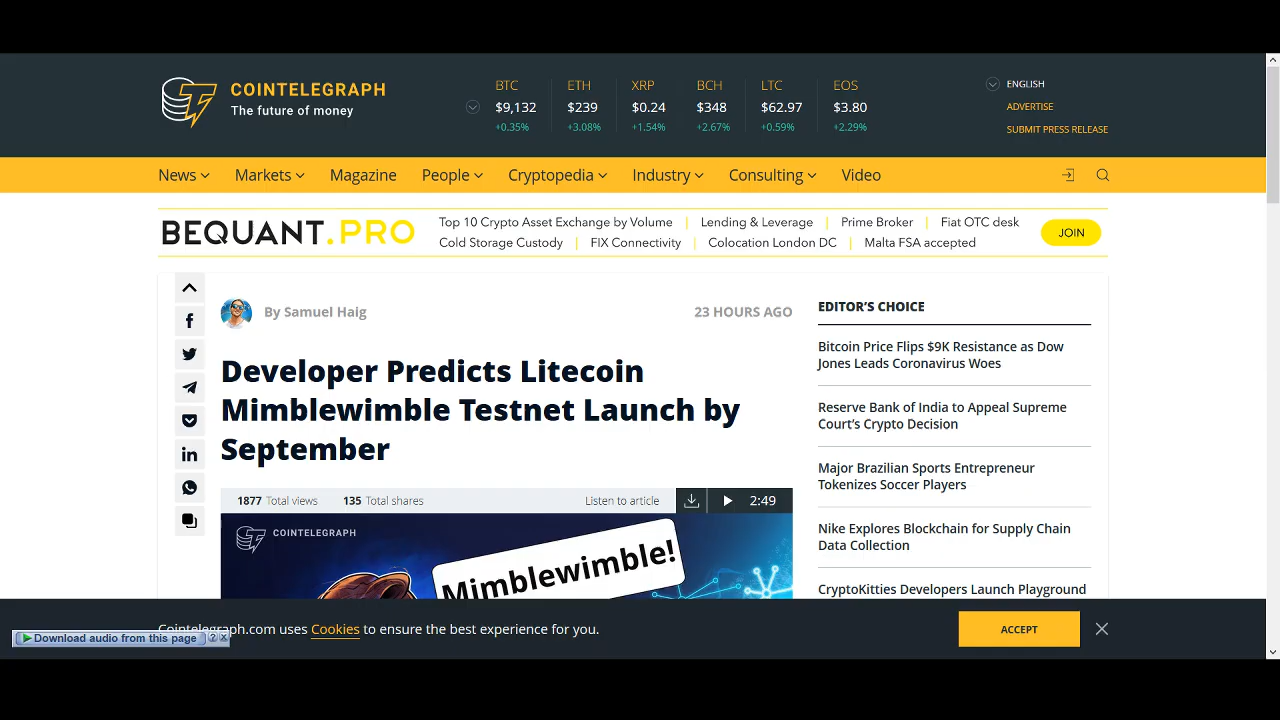 COINTELEGRAPH
The future of money
BTC
$9,132
+0.35%
ETH
$239
+3.08%
XRP
$0.24
+1.54%
BCH
$348
+2.67%
LTC
$62.97
+0.59%
EOS
$3.80
+2.29%
ENGLISH
ADVERTISE
SUBMIT PRESS RELEASE
News Markets Magazine People Cryptopedia Industry Consulting Video
BEQUANT.PRO
Top 10 Crypto Asset Exchange by Volume | Lending & Leverage | Prime Broker | Fiat OTC desk
Cold Storage Custody | FIX Connectivity | Colocation London DC | Malta FSA accepted
JOIN
By Samuel Haig
23 HOURS AGO
Developer Predicts Litecoin
Mimblewimble Testnet Launch by
September
1877 Total views 135 Total shares Listen to article 2:49
COINTELEGRAPH
Mimblewimble!
EDITOR'S CHOICE
Bitcoin Price Flips $9K Resistance as Dow
Jones Leads Coronavirus Woes
Reserve Bank of India to Appeal Supreme
Court's Crypto Decision
Major Brazilian Sports Entrepreneur
Tokenizes Soccer Players
Nike Explores Blockchain for Supply Chain
Data Collection
CryptoKitties Developers Launch Playground
Cointelegraph.com uses Cookies to ensure the best experience for you.
ACCEPT
Download audio from this page ? x